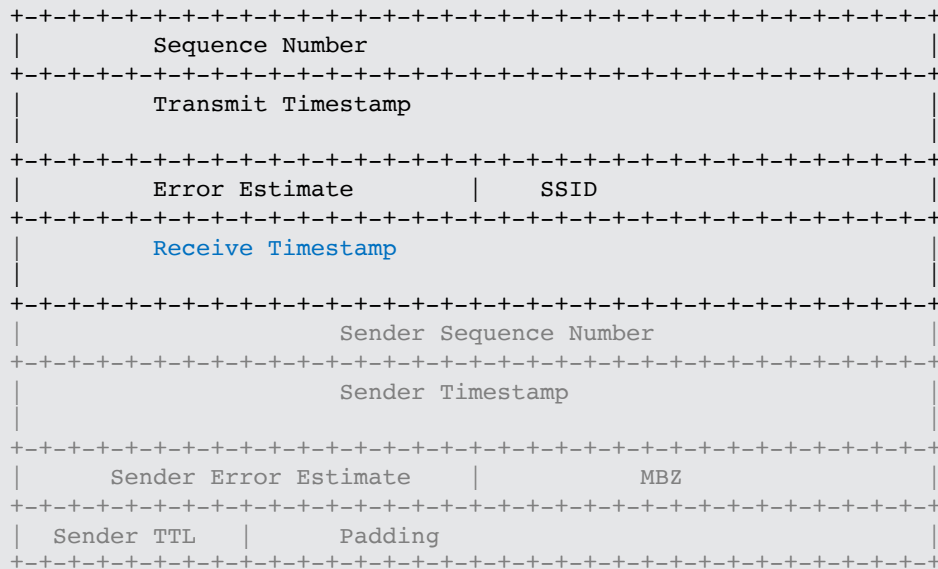 +-+-+-+-+-+-+-+-+-+-+-+-+-+-+-+-+-+-+-+-+-+-+-+-+-+-+-+-+-+-+-+-+-+
| Sequence Number |
+-+-+-+-+-+-+-+-+-+-+-+-+-+-+-+-+-+-+-+-+-+-+-+-+-+-+-+-+-+-+-+-+-+
| Transmit Timestamp |
| |
+-+-+-+-+-+-+-+-+-+-+-+-+-+-+-+-+-+-+-+-+-+-+-+-+-+-+-+-+-+-+-+-+-+
| Error Estimate | SSID |
+-+-+-+-+-+-+-+-+-+-+-+-+-+-+-+-+-+-+-+-+-+-+-+-+-+-+-+-+-+-+-+-+-+
| Receive Timestamp |
| |
+-+-+-+-+-+-+-+-+-+-+-+-+-+-+-+-+-+-+-+-+-+-+-+-+-+-+-+-+-+-+-+-+-+
| Sender Sequence Number |
+-+-+-+-+-+-+-+-+-+-+-+-+-+-+-+-+-+-+-+-+-+-+-+-+-+-+-+-+-+-+-+-+-+
| Sender Timestamp |
| |
+-+-+-+-+-+-+-+-+-+-+-+-+-+-+-+-+-+-+-+-+-+-+-+-+-+-+-+-+-+-+-+-+-+
| Sender Error Estimate | MBZ |
+-+-+-+-+-+-+-+-+-+-+-+-+-+-+-+-+-+-+-+-+-+-+-+-+-+-+-+-+-+-+-+-+-+
| Sender TTL | Padding |
+-+-+-+-+-+-+-+-+-+-+-+-+-+-+-+-+-+-+-+-+-+-+-+-+-+-+-+-+-+-+-+-+-+